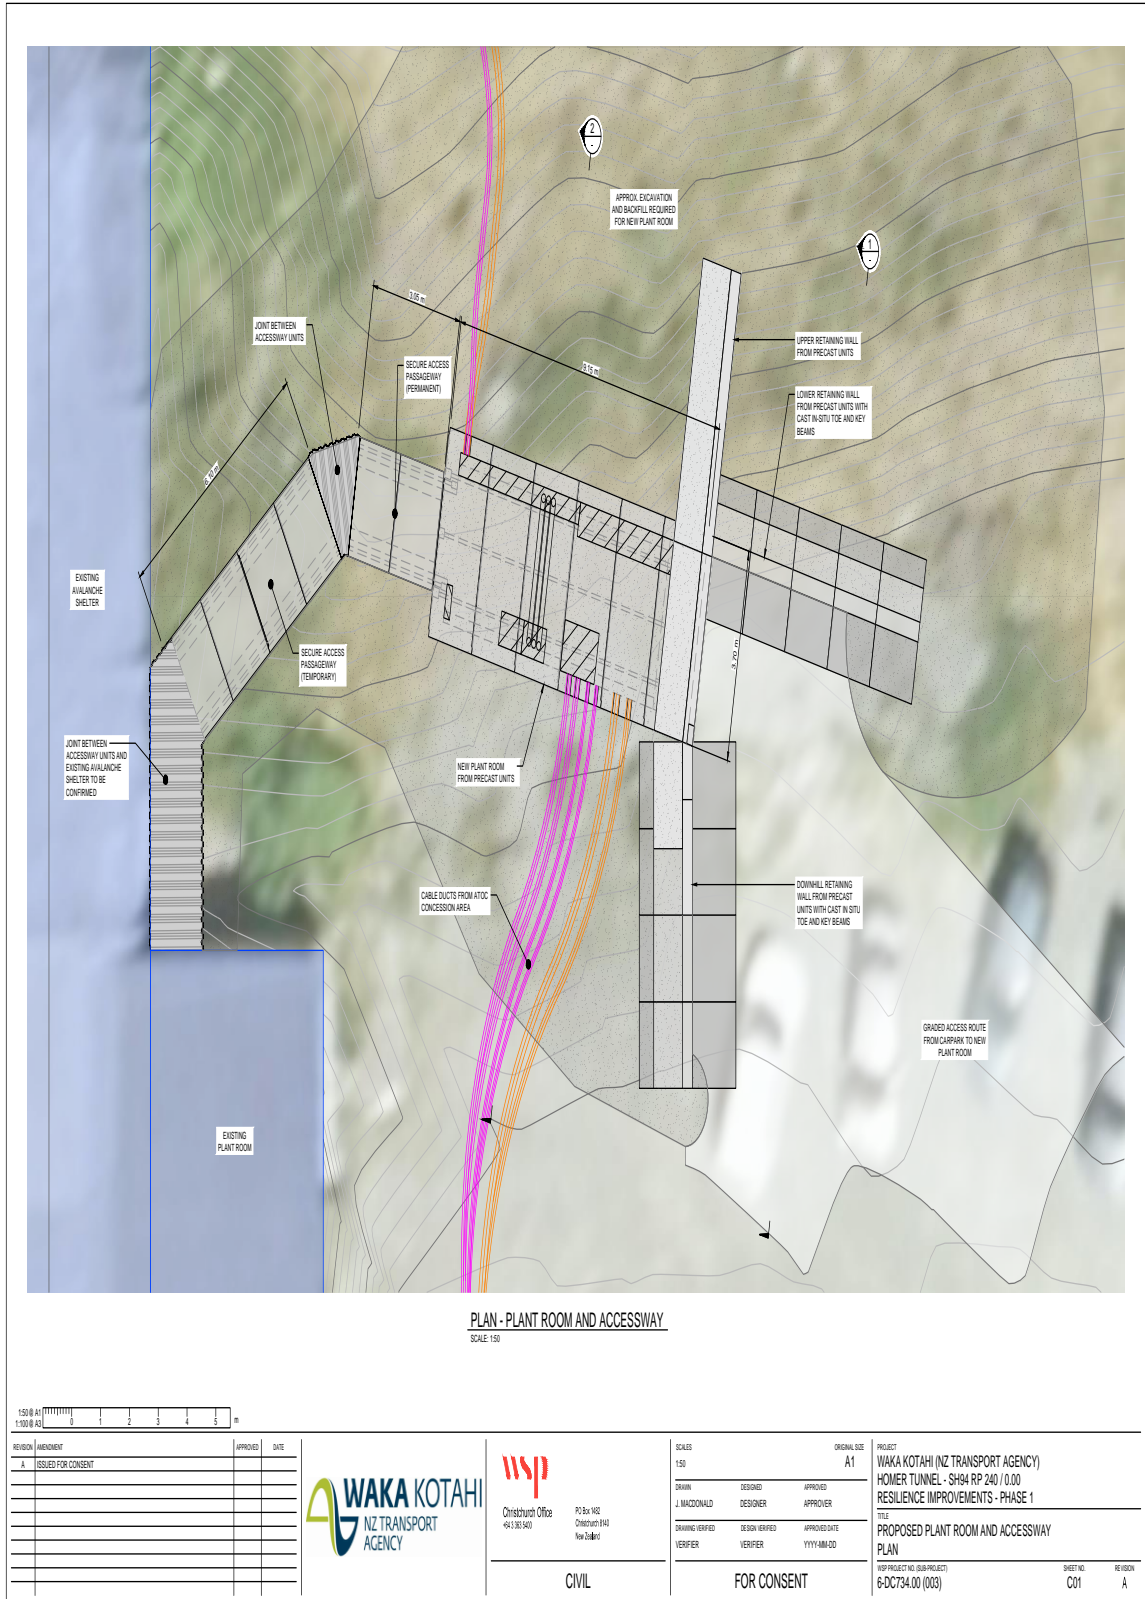 2
-
APPROX. EXCAVATION
AND BACKFILL REQUIRED
FOR NEW PLANT ROOM
1
-
3.05 m
JOINT BETWEEN
ACCESSWAY UNITS
SECURE ACCESS
PASSAGEWAY
(PERMANENT)
9.15 m
UPPER RETAINING WALL
FROM PRECAST UNITS
LOWER RETAINING WALL
FROM PRECAST UNITS WITH
CAST IN-SITU TOE AND KEY
BEAMS
6.10 m
EXISTING
AVALANCHE
SHELTER
SECURE ACCESS
PASSAGEWAY
(TEMPORARY)
3.20 m
JOINT BETWEEN
ACCESSWAY UNITS AND
EXISTING AVALANCHE
SHELTER TO BE
CONFIRMED
NEW PLANT ROOM
FROM PRECAST UNITS
CABLE DUCTS FROM ATOC
CONCESSION AREA
DOWNHILL RETAINING
WALL FROM PRECAST
UNITS WITH CAST IN SITU
TOE AND KEY BEAMS
GRADED ACCESS ROUTE
FROM CARPARK TO NEW
PLANT ROOM
EXISTING
PLANT ROOM
PLAN - PLANT ROOM AND ACCESSWAY
SCALE: 1:50
1:50 @ A1
1:100 @ A3
0 1 2 3 4 5 m
REVISION AMENDMENT APPROVED DATE
A ISSUED FOR CONSENT
WAKA KOTAHI
NZ TRANSPORT
AGENCY
wsp
Christchurch Office
+64 3 363 5400
PO Box 1482
Christchurch 8140
New Zealand
CIVIL
SCALES ORIGINAL SIZE
1:50 A1
DRAWN DESIGNED APPROVED
J. MACDONALD DESIGNER APPROVER
DRAWING VERIFIED DESIGN VERIFIED APPROVED DATE
VERIFIER VERIFIER YYYY-MM-DD
FOR CONSENT
PROJECT
WAKA KOTAHI (NZ TRANSPORT AGENCY)
HOMER TUNNEL - SH94 RP 240 / 0.00
RESILIENCE IMPROVEMENTS - PHASE 1
TITLE
PROPOSED PLANT ROOM AND ACCESSWAY
PLAN
WSP PROJECT NO. (SUB-PROJECT) SHEET NO. REVISION
6-DC734.00 (003) C01 A